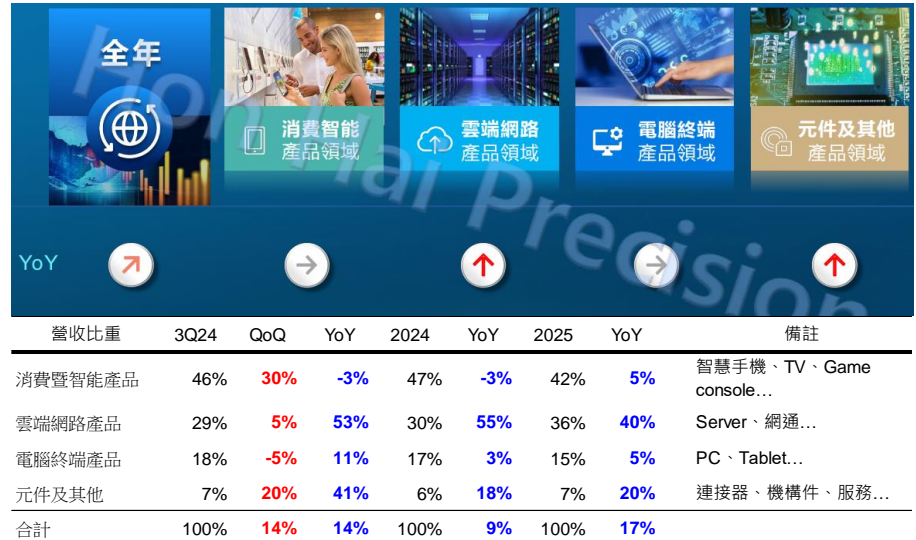 全年
消費智能
產品領域
雲端網路
產品領域
電腦終端
產品領域
元件及其他
產品領域
Hon Hai Precision
YoY
營收比重 3Q24 QoQ YoY 2024 YoY 2025 YoY 備註
消費暨智能產品 46% 30% -3% 47% -3% 42% 5% 智慧手機、TV、Game
console…
雲端網路產品 29% 5% 53% 30% 55% 36% 40% Server、網通…
電腦終端產品 18% -5% 11% 17% 3% 15% 5% PC、Tablet…
元件及其他 7% 20% 41% 6% 18% 7% 20% 連接器、機構件、服務…
合計 100% 14% 14% 100% 9% 100% 17%